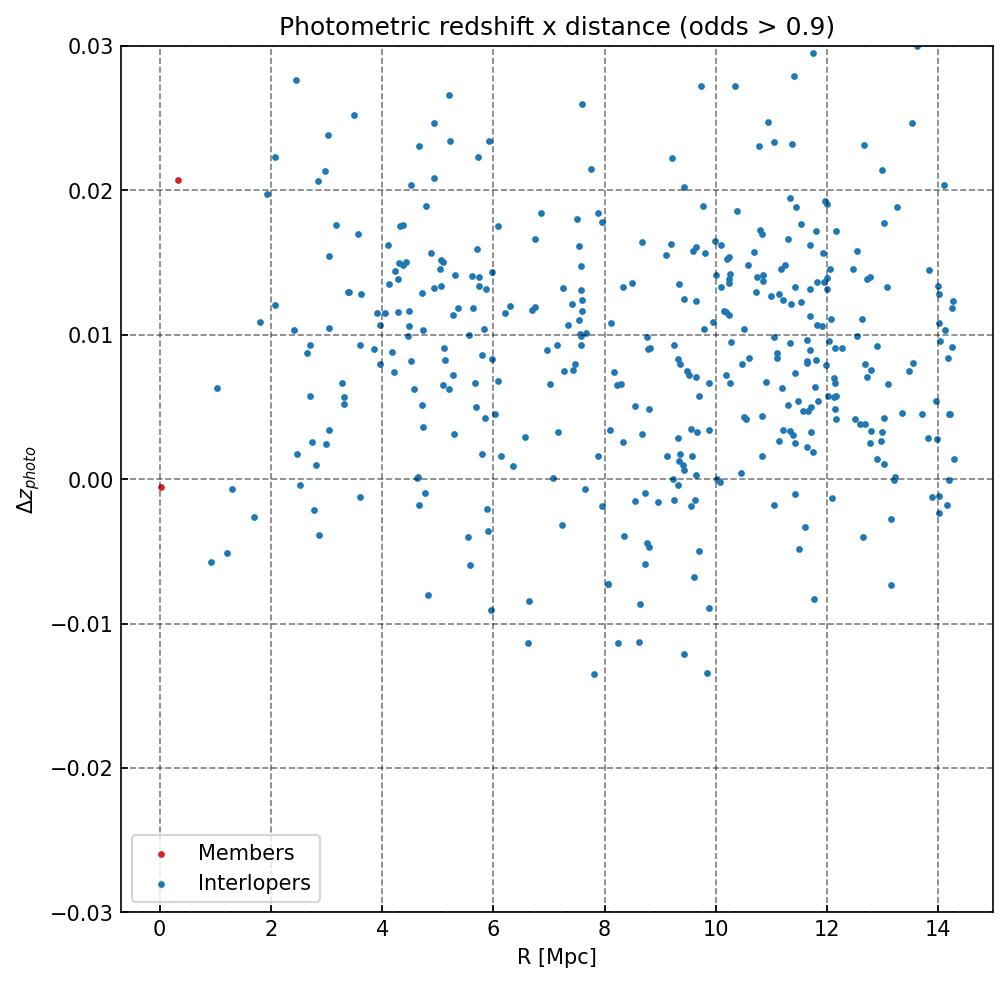 Photometric redshift x distance (odds > 0.9)
0.03
0.02
0.01
0.00
−0.01
−0.02
−0.03
Δz_photo
Members
Interlopers
0 2 4 6 8 10 12 14
R [Mpc]